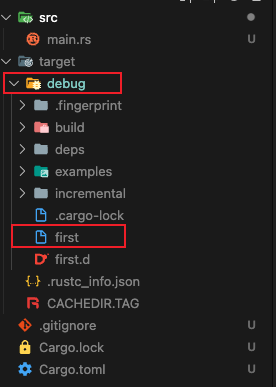 src
main.rs U
target
debug
.fingerprint
build
deps
examples
incremental
.cargo-lock
first
first.d
.rustc_info.json
CACHEDIR.TAG
.gitignore U
Cargo.lock U
Cargo.toml U